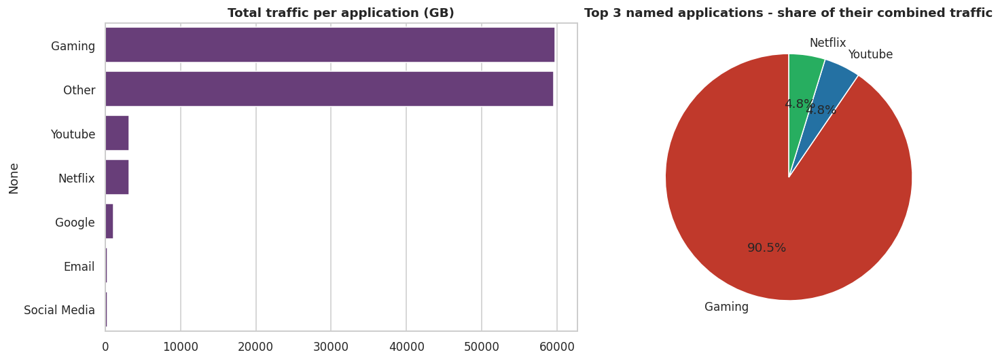 Total traffic per application (GB)
Gaming
Other
Youtube
Netflix
Google
Email
Social Media
None
0 10000 20000 30000 40000 50000 60000
Top 3 named applications - share of their combined traffic
Netflix
Youtube
4.8%
4.8%
90.5%
Gaming